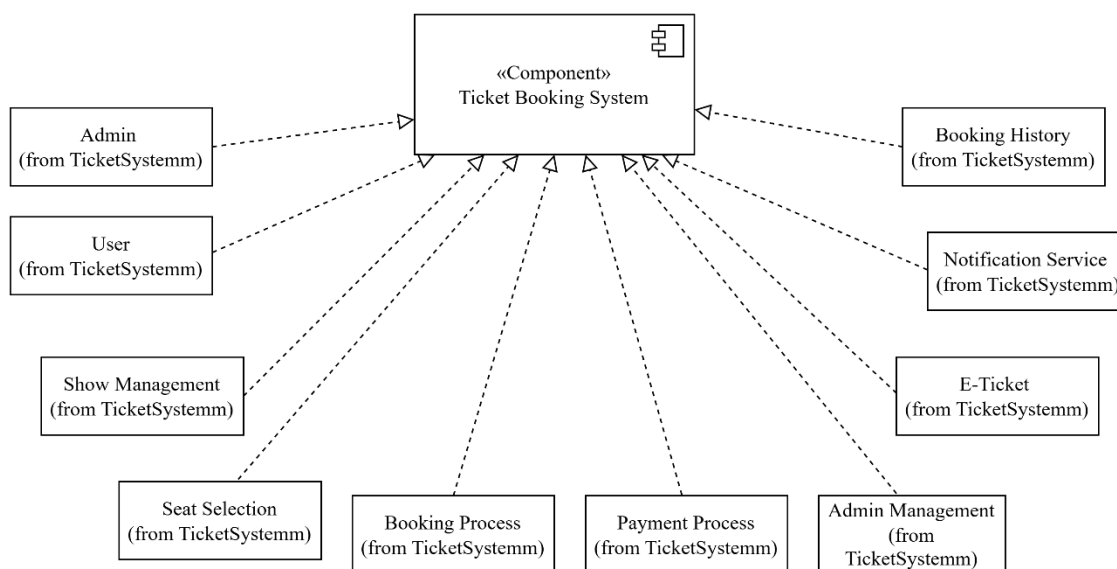 «Component»
Ticket Booking System
Admin
(from TicketSystemm)
Booking History
(from TicketSystemm)
User
(from TicketSystemm)
Notification Service
(from TicketSystemm)
Show Management
(from TicketSystemm)
E-Ticket
(from TicketSystemm)
Seat Selection
(from TicketSystemm)
Booking Process
(from TicketSystemm)
Payment Process
(from TicketSystemm)
Admin Management
(from
TicketSystemm)